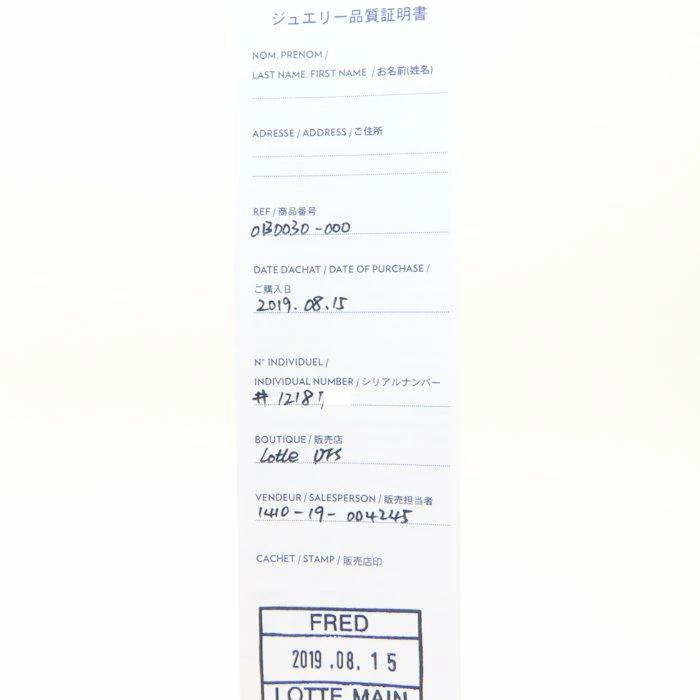 ジュエリー品質証明書
NOM. PRENOM /
LAST NAME. FIRST NAME / お名前(姓名)
ADRESSE / ADDRESS / ご住所
REF / 商品番号
0B0030-000
DATE D'ACHAT / DATE OF PURCHASE /
ご購入日
2019.08.15
N° INDIVIDUEL /
INDIVIDUAL NUMBER / シリアルナンバー
# 1218
BOUTIQUE / 販売店
Lotte DFS
VENDEUR / SALESPERSON / 販売担当者
1410-19-004245
CACHET / STAMP / 販売店印
FRED
2019.08.15
LOTTE MAIN